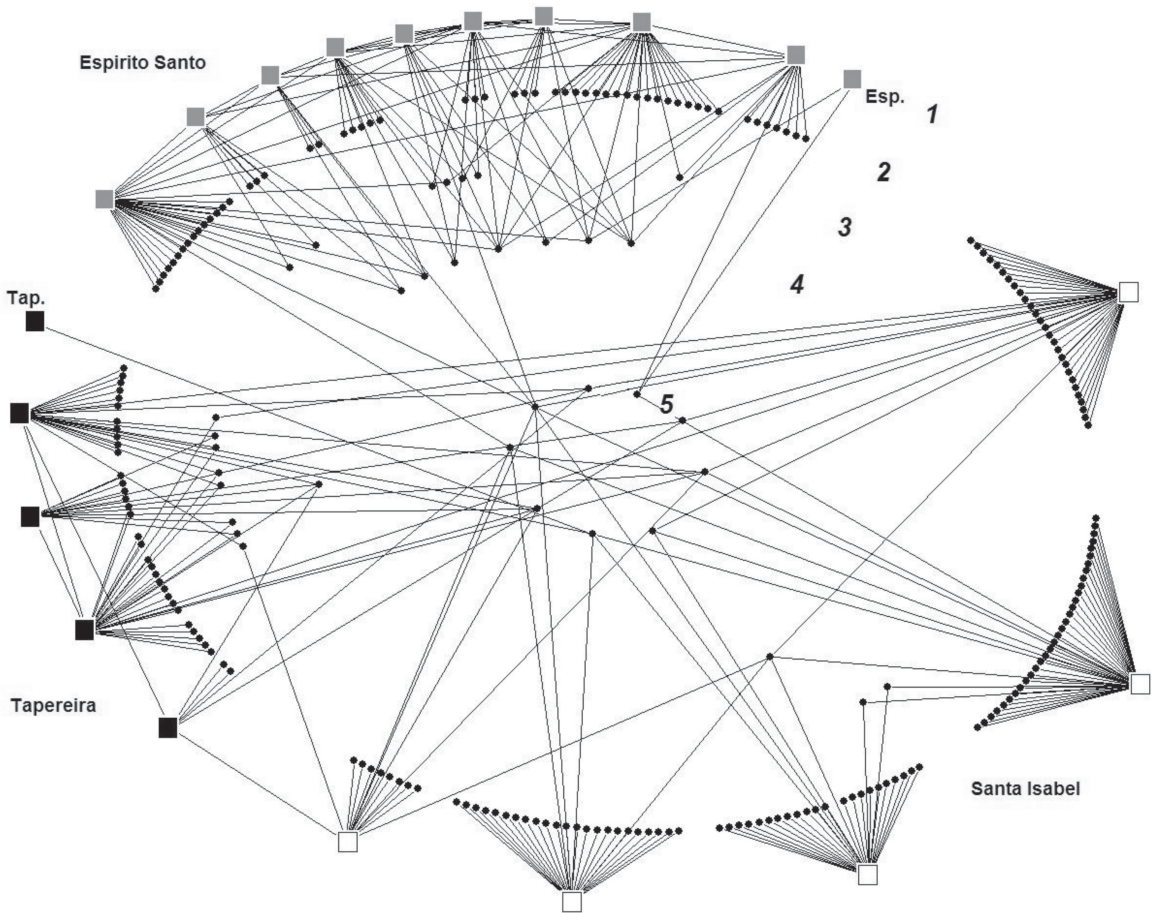 Espirito Santo
Esp.
1
2
3
4
Tap.
5
Tapereira
Santa Isabel